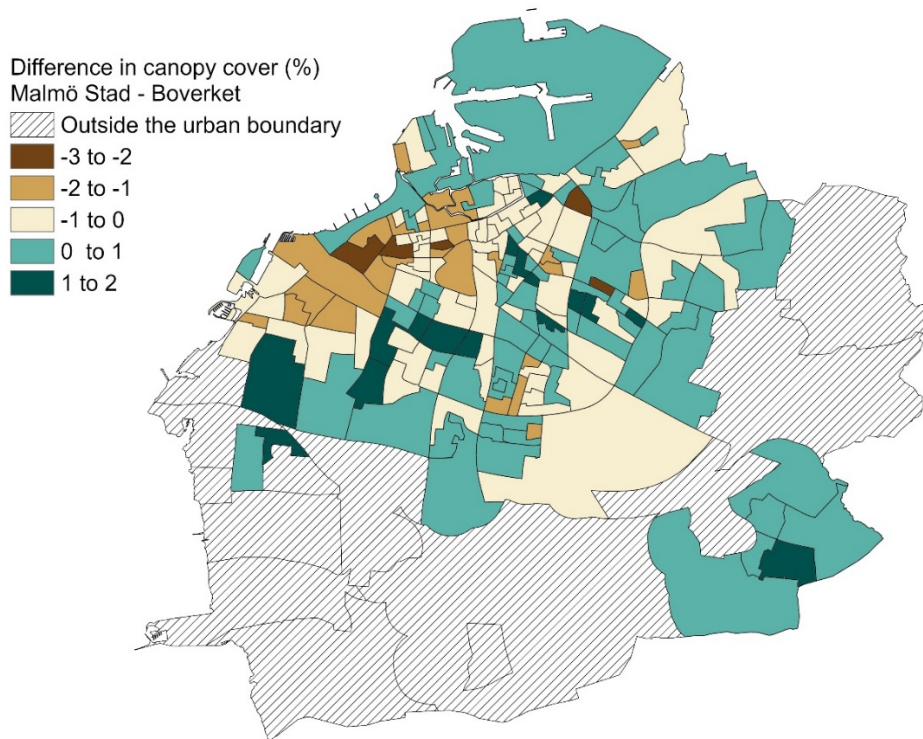 Difference in canopy cover (%)
Malmö Stad - Boverket
Outside the urban boundary
-3 to -2
-2 to -1
-1 to 0
0 to 1
1 to 2